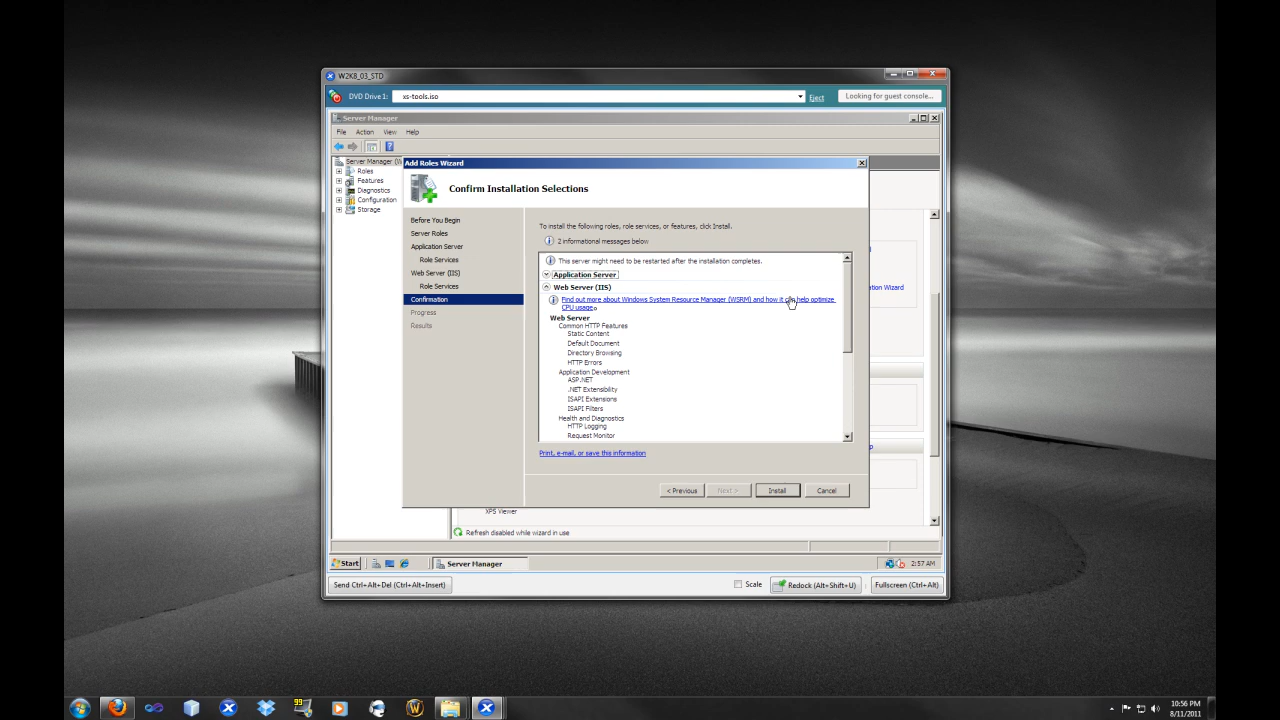 W2K8_03_STD
DVD Drive 1:
xs-tools.iso
Eject
Looking for guest console...
Server Manager
File
Action
View
Help
Server Manager (W
Roles
Features
Diagnostics
Configuration
Storage
Add Roles Wizard
Confirm Installation Selections
Before You Begin
Server Roles
Application Server
Role Services
Web Server (IIS)
Role Services
Confirmation
Progress
Results
To install the following roles, role services, or features, click Install.
2 informational messages below
This server might need to be restarted after the installation completes.
Application Server
Web Server (IIS)
Find out more about Windows System Resource Manager (WSRM) and how it can help optimize
CPU usage.
Web Server
Common HTTP Features
Static Content
Default Document
Directory Browsing
HTTP Errors
Application Development
ASP.NET
.NET Extensibility
ISAPI Extensions
ISAPI Filters
Health and Diagnostics
HTTP Logging
Request Monitor
Print, e-mail, or save this information
< Previous
Next >
Install
Cancel
ation Wizard
XPS Viewer
Refresh disabled while wizard in use
Start
Server Manager
2:57 AM
Send Ctrl+Alt+Del (Ctrl+Alt+Insert)
Scale
Redock (Alt+Shift+U)
Fullscreen (Ctrl+Alt)
99
10:56 PM
8/11/2011